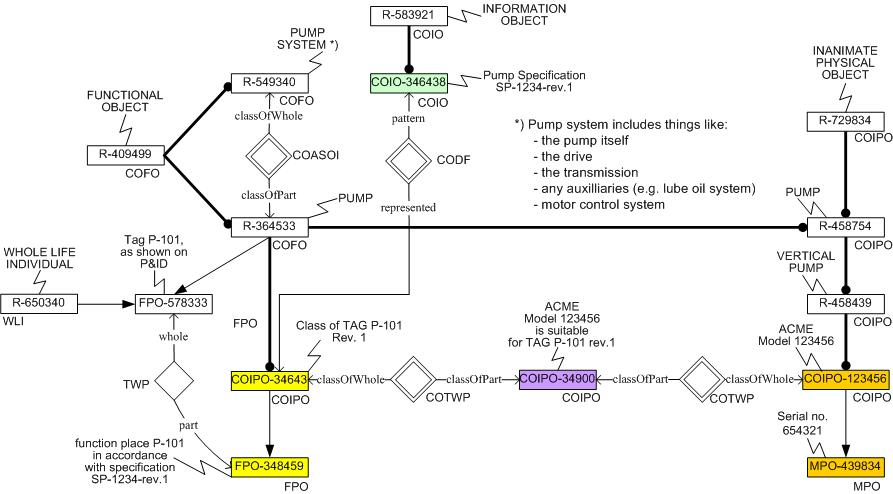 R-583921
COIO
INFORMATION
OBJECT
PUMP
SYSTEM *)
R-549340
COFO
COIO-346438
COIO
Pump Specification
SP-1234-rev.1
INANIMATE
PHYSICAL
OBJECT
R-729834
COIPO
FUNCTIONAL
OBJECT
R-409499
COFO
classOfWhole
COASOI
classOfPart
pattern
CODF
represented
*) Pump system includes things like:
- the pump itself
- the drive
- the transmission
- any auxilliaries (e.g. lube oil system)
- motor control system
PUMP
R-364533
COFO
PUMP
R-458754
COIPO
VERTICAL
PUMP
R-458439
COIPO
WHOLE LIFE
INDIVIDUAL
R-650340
WLI
Tag P-101,
as shown on
P&ID
FPO-578333
FPO
whole
TWP
part
Class of TAG P-101
Rev. 1
COIPO-34643
COIPO
classOfWhole
COTWP
classOfPart
ACME
Model 123456
is suitable
for TAG P-101 rev.1
COIPO-34900
COIPO
classOfPart
COTWP
classOfWhole
ACME
Model 123456
COIPO-123456
COIPO
function place P-101
in accordance
with specification
SP-1234-rev.1
FPO-348459
FPO
Serial no.
654321
MPO-439834
MPO